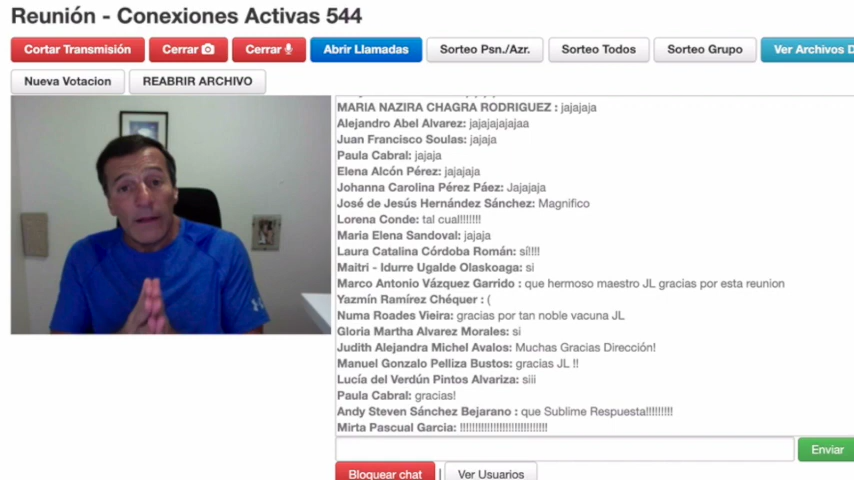 Reunión - Conexiones Activas 544
Cortar Transmisión Cerrar Cerrar Abrir Llamadas Sorteo Psn./Azr. Sorteo Todos Sorteo Grupo Ver Archivos D
Nueva Votacion REABRIR ARCHIVO
MARIA NAZIRA CHAGRA RODRIGUEZ : jajajaja
Alejandro Abel Alvarez: jajajajajajaa
Juan Francisco Soulas: jajaja
Paula Cabral: jajaja
Elena Alcón Pérez: jajajaja
Johanna Carolina Pérez Páez: Jajajaja
José de Jesús Hernández Sánchez: Magnifico
Lorena Conde: tal cual!!!!!!!
Maria Elena Sandoval: jajaja
Laura Catalina Córdoba Román: sí!!!!
Maitri - Idurre Ugalde Olaskoaga: si
Marco Antonio Vázquez Garrido : que hermoso maestro JL gracias por esta reunion
Yazmín Ramírez Chéquer : (
Numa Roades Vieira: gracias por tan noble vacuna JL
Gloria Martha Alvarez Morales: si
Judith Alejandra Michel Avalos: Muchas Gracias Dirección!
Manuel Gonzalo Pelliza Bustos: gracias JL !!
Lucía del Verdún Pintos Alvariza: siii
Paula Cabral: gracias!
Andy Steven Sánchez Bejarano : que Sublime Respuesta!!!!!!!!!
Mirta Pascual Garcia: !!!!!!!!!!!!!!!!!!!!!!!!!!!!!
Enviar
Bloquear chat | Ver Usuarios